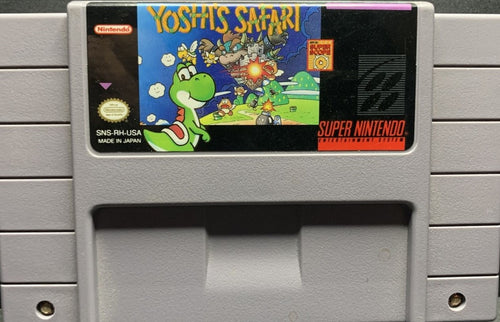 Nintendo
YOSHI'S SAFARI
SUPER
SCOPE
SNS-RH-USA
MADE IN JAPAN
SUPER NINTENDO
ENTERTAINMENT SYSTEM